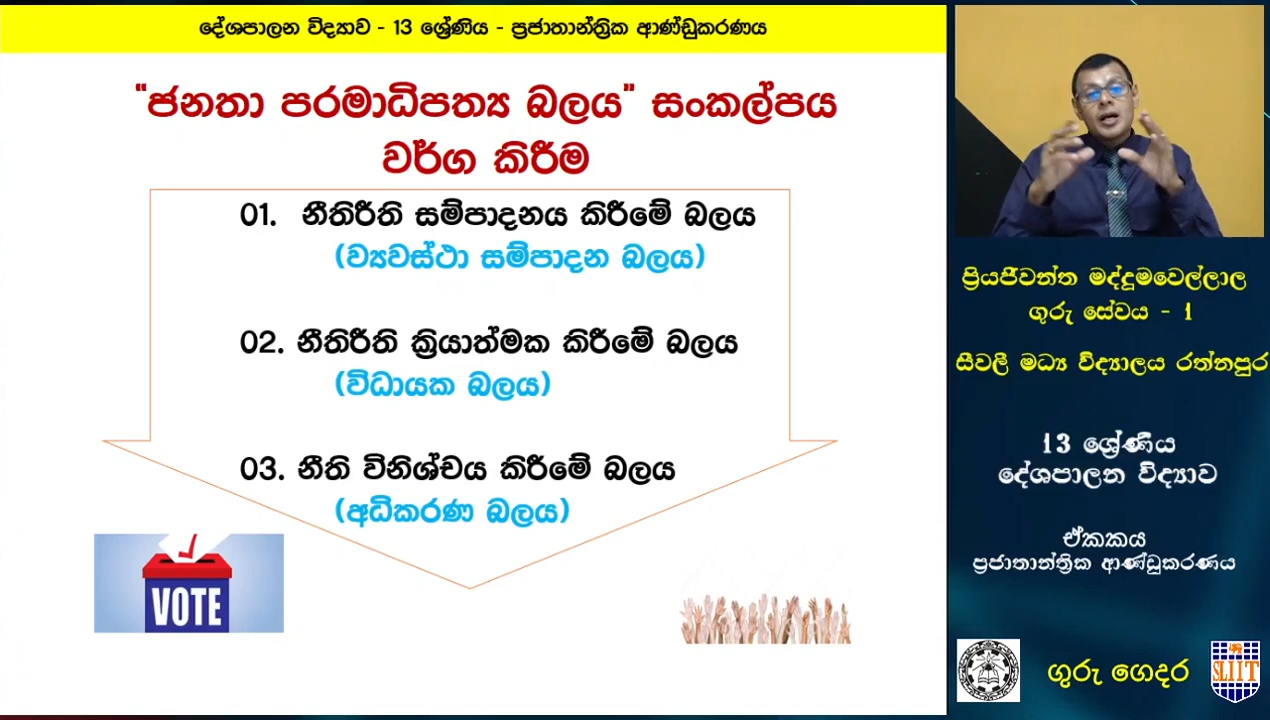 දේශපාලන විද්‍යාව - 13 ශ්‍රේණිය - ප්‍රජාතාන්ත්‍රික ආණ්ඩුකරණය
“ජනතා පරමාධිපත්‍ය බලය” සංකල්පය
වර්ග කිරීම
01. නීතිරීති සම්පාදනය කිරීමේ බලය
(ව්‍යවස්ථා සම්පාදන බලය)
02. නීතිරීති ක්‍රියාත්මක කිරීමේ බලය
(විධායක බලය)
03. නීති විනිශ්චය කිරීමේ බලය
(අධිකරණ බලය)
VOTE
ප්‍රියජීවන්ත මද්දූමවෙල්ලාල
ගුරු සේවය - 1
සීවලී මධ්‍ය විද්‍යාලය රත්නපුර
13 ශ්‍රේණිය
දේශපාලන විද්‍යාව
ඒකකය
ප්‍රජාතාන්ත්‍රික ආණ්ඩුකරණය
ගුරු ගෙදර
SLIIT